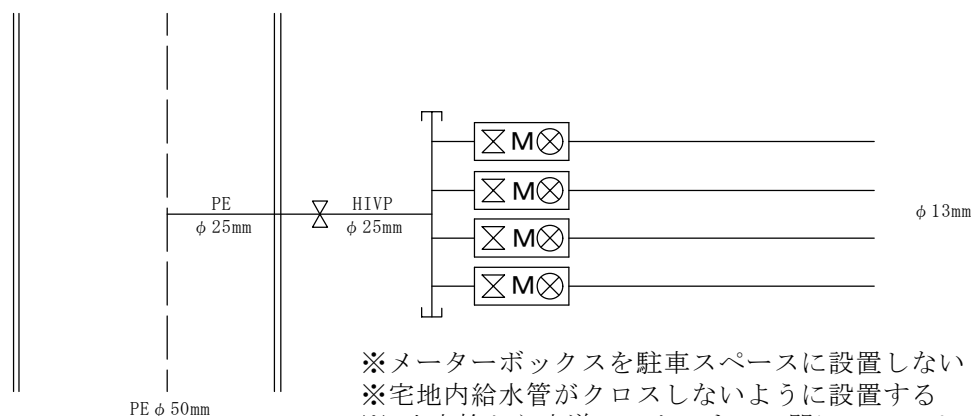 M
M
PE
φ25mm
HIVP
φ25mm
φ13mm
M
M
※メーターボックスを駐車スペースに設置しない
※宅地内給水管がクロスしないように設置する
PEφ50mm